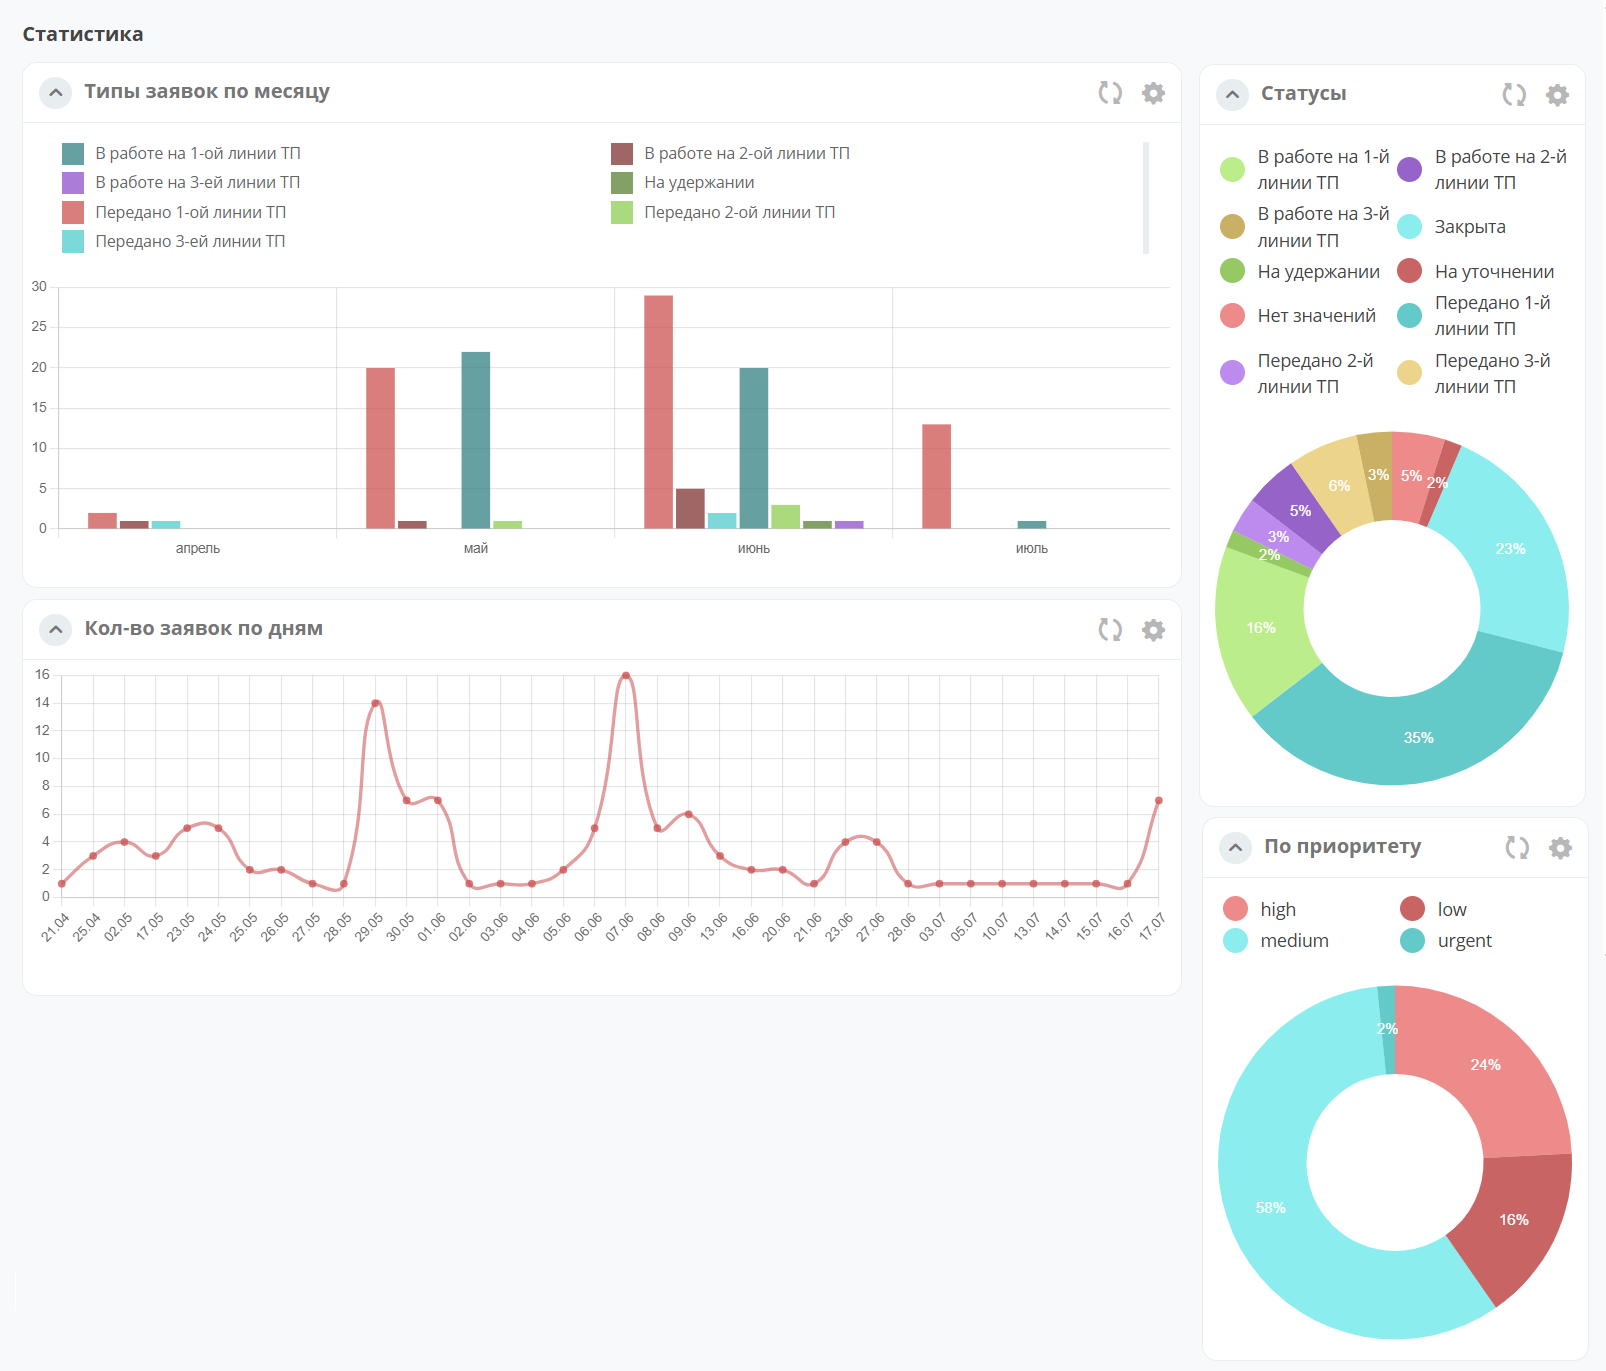 Статистика
Типы заявок по месяцу
В работе на 1-ой линии ТП
В работе на 2-ой линии ТП
В работе на 3-ей линии ТП
На удержании
Передано 1-ой линии ТП
Передано 2-ой линии ТП
Передано 3-ей линии ТП
30
25
20
15
10
5
0
апрель
май
июнь
июль
Кол-во заявок по дням
16
14
12
10
8
6
4
2
0
21.04
25.04
02.05
17.05
23.05
24.05
25.05
26.05
27.05
28.05
29.05
30.05
01.06
02.06
03.06
04.06
05.06
06.06
07.06
08.06
09.06
13.06
16.06
20.06
21.06
23.06
27.06
28.06
03.07
05.07
10.07
13.07
14.07
15.07
16.07
17.07
Статусы
В работе на 1-й
линии ТП
В работе на 2-й
линии ТП
В работе на 3-й
линии ТП
Закрыта
На удержании
На уточнении
Нет значений
Передано 1-й
линии ТП
Передано 2-й
линии ТП
Передано 3-й
линии ТП
5%
2%
23%
35%
16%
2%
3%
5%
6%
3%
По приоритету
high
low
medium
urgent
2%
24%
16%
58%